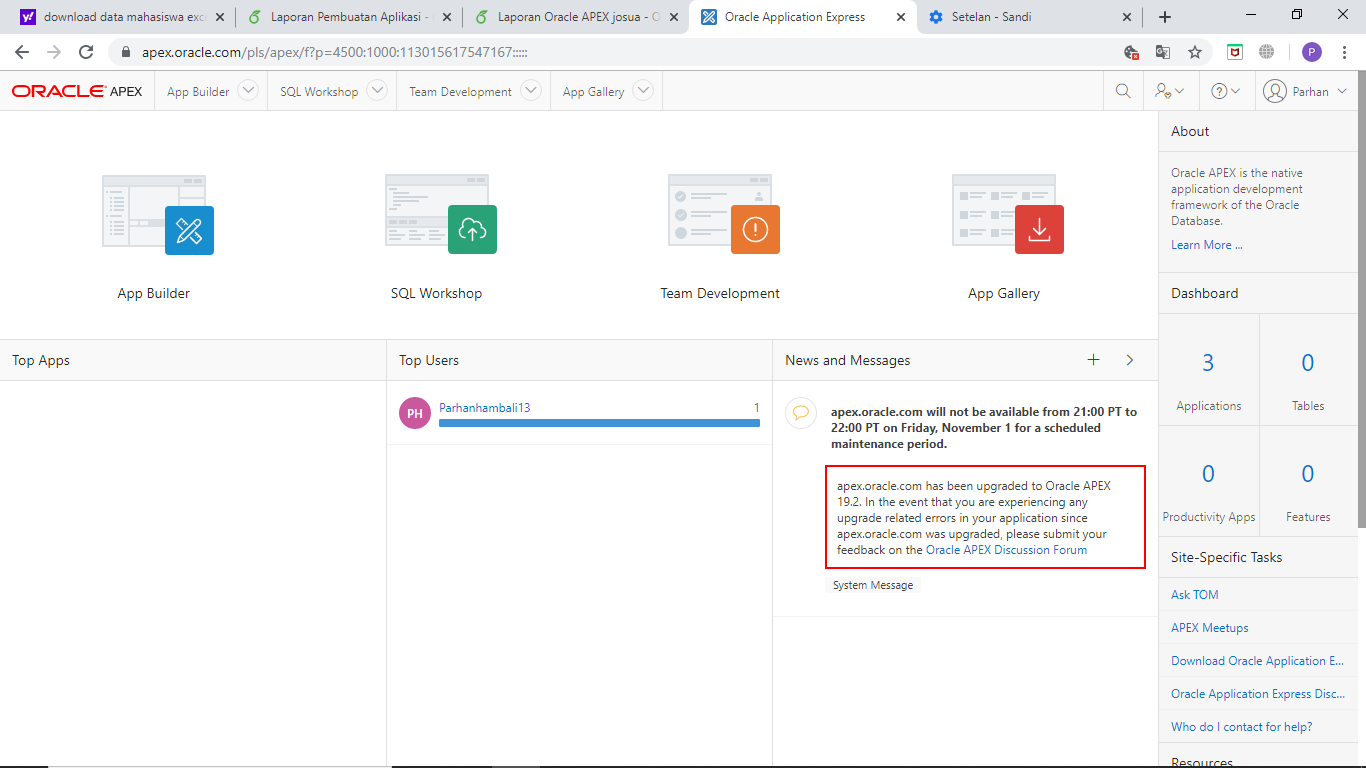 download data mahasiswa exc
Laporan Pembuatan Aplikasi -
Laporan Oracle APEX josua - O
Oracle Application Express
Setelan - Sandi
apex.oracle.com/pls/apex/f?p=4500:1000:113015617547167:::::
P
ORACLE APEX
App Builder
SQL Workshop
Team Development
App Gallery
Parhan
App Builder
SQL Workshop
Team Development
App Gallery
About
Oracle APEX is the native
application development
framework of the Oracle
Database.
Learn More ...
Dashboard
3
Applications
0
Tables
0
Productivity Apps
0
Features
Top Apps
Top Users
PH
Parhanhambali13
1
News and Messages
apex.oracle.com will not be available from 21:00 PT to
22:00 PT on Friday, November 1 for a scheduled
maintenance period.
apex.oracle.com has been upgraded to Oracle APEX
19.2. In the event that you are experiencing any
upgrade related errors in your application since
apex.oracle.com was upgraded, please submit your
feedback on the Oracle APEX Discussion Forum
System Message
Site-Specific Tasks
Ask TOM
APEX Meetups
Download Oracle Application E...
Oracle Application Express Disc...
Who do I contact for help?
Resources